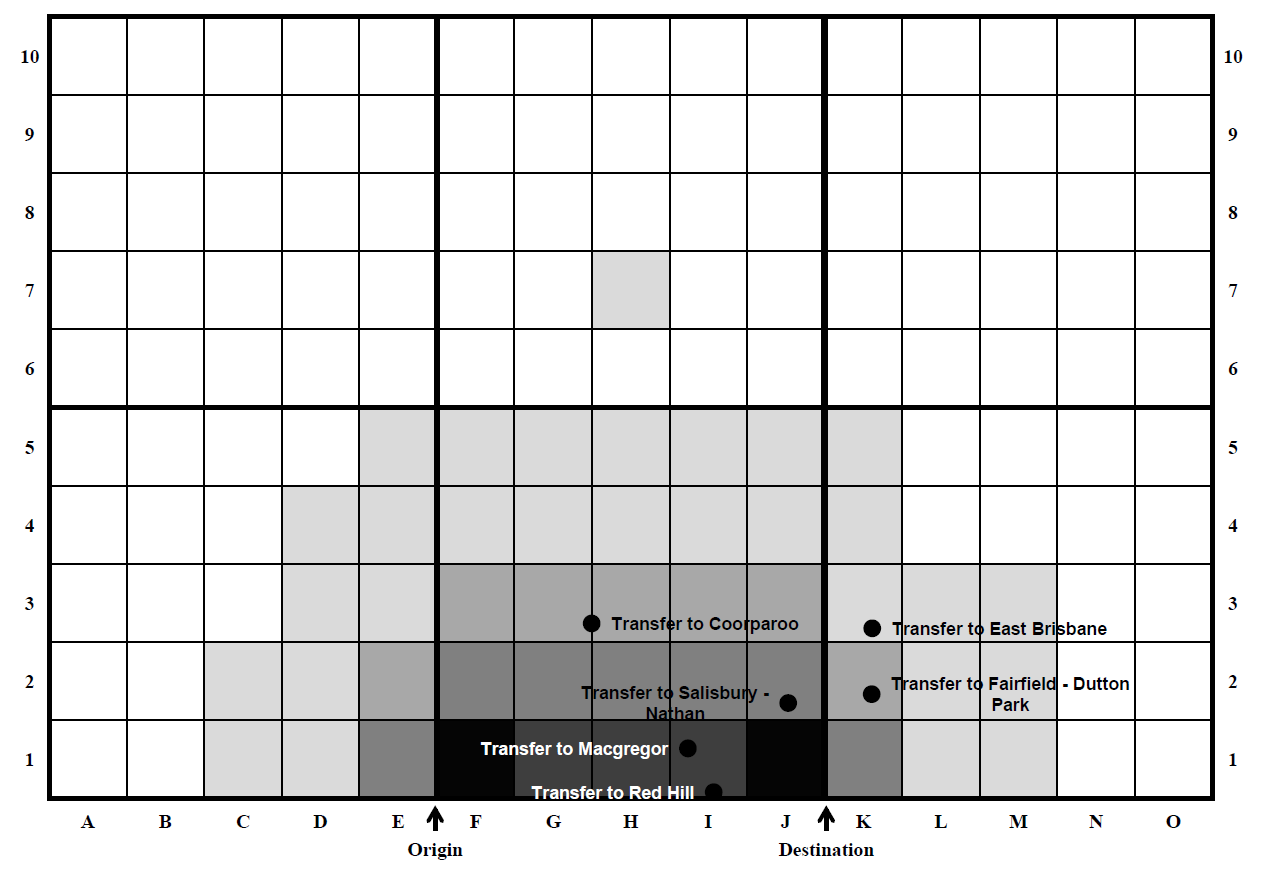 10 10
9 9
8 8
7 7
6 6
5 5
4 4
3 3
Transfer to Coorparoo
Transfer to East Brisbane
2 2
Transfer to Fairfield - Dutton
Park
Transfer to Salisbury -
Nathan
1 1
Transfer to Macgregor
Transfer to Red Hill
A B C D E F G H I J K L M N O
Origin Destination